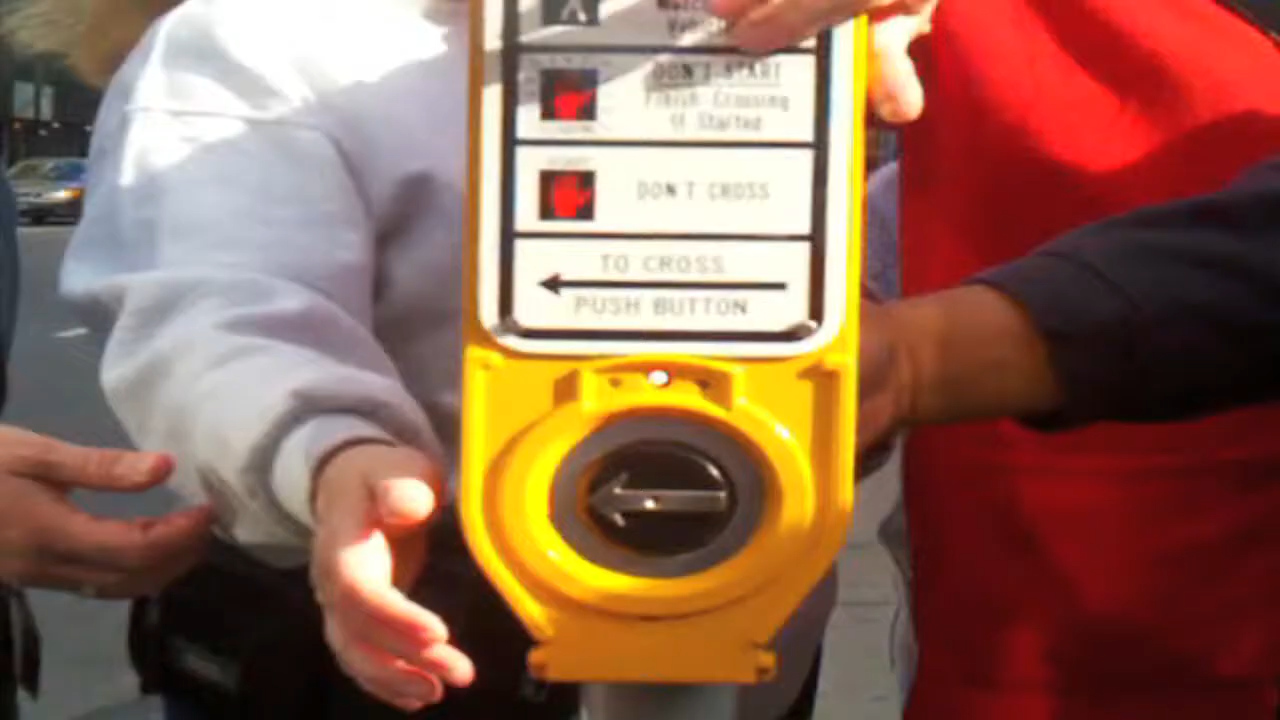 DON'T START
Finish Crossing
If Started
DON'T CROSS
TO CROSS
PUSH BUTTON